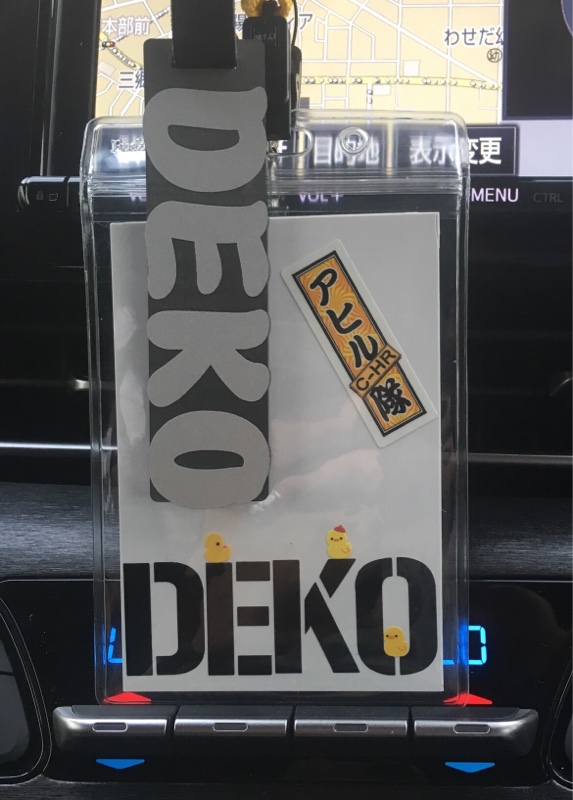 本部前
わせだ
三郷
目的地
表示変更
VOL+
MENU
CTRL
DEKO
アヒル
C-HR
隊
DEKO